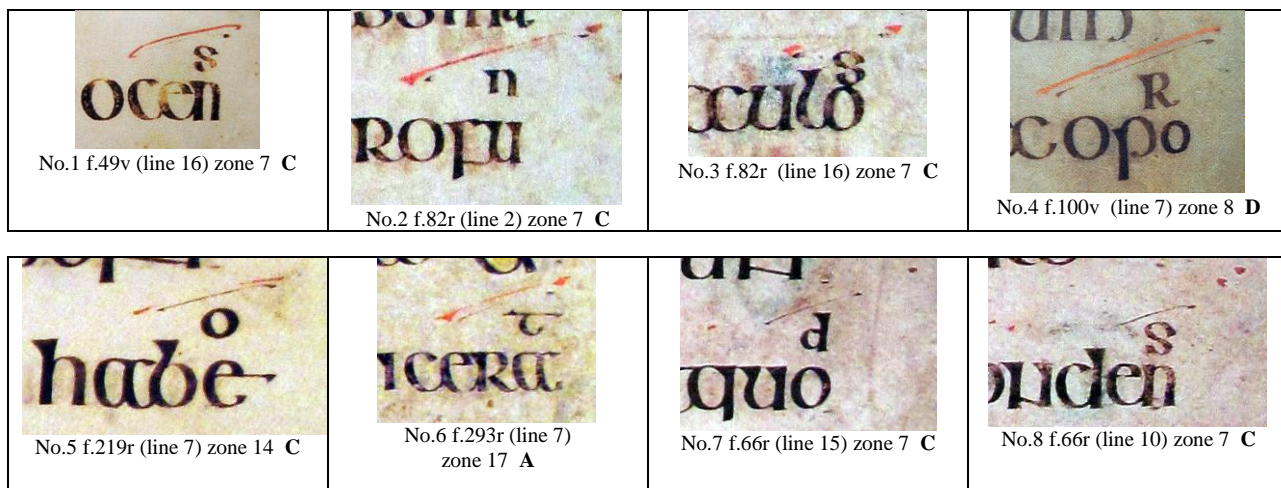 s
ocen
No.1 f.49v (line 16) zone 7 C
n
ropu
No.2 f.82r (line 2) zone 7 C
s
culo
No.3 f.82r (line 16) zone 7 C
R
copo
No.4 f.100v (line 7) zone 8 D
o
habe
No.5 f.219r (line 7) zone 14 C
t
icera
No.6 f.293r (line 7)
zone 17 A
d
quo
No.7 f.66r (line 15) zone 7 C
s
uden
No.8 f.66r (line 10) zone 7 C